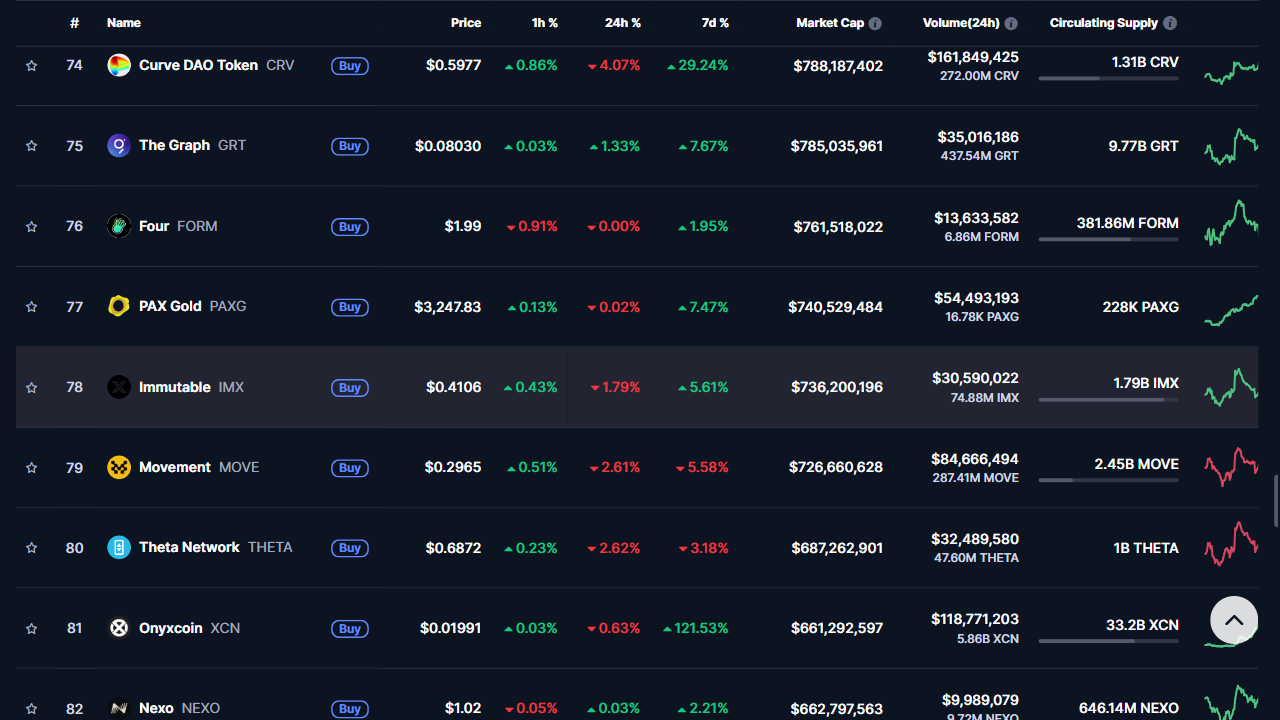 # Name Price 1h % 24h % 7d % Market Cap Volume(24h) Circulating Supply
74 Curve DAO Token CRV Buy $0.5977 0.86% 4.07% 29.24% $788,187,402 $161,849,425 1.31B CRV
272.00M CRV
75 The Graph GRT Buy $0.08030 0.03% 1.33% 7.67% $785,035,961 $35,016,186 9.77B GRT
437.54M GRT
76 Four FORM Buy $1.99 0.91% 0.00% 1.95% $761,518,022 $13,633,582 381.86M FORM
6.86M FORM
77 PAX Gold PAXG Buy $3,247.83 0.13% 0.02% 7.47% $740,529,484 $54,493,193 228K PAXG
16.78K PAXG
78 Immutable IMX Buy $0.4106 0.43% 1.79% 5.61% $736,200,196 $30,590,022 1.79B IMX
74.88M IMX
79 Movement MOVE Buy $0.2965 0.51% 2.61% 5.58% $726,660,628 $84,666,494 2.45B MOVE
287.41M MOVE
80 Theta Network THETA Buy $0.6872 0.23% 2.62% 3.18% $687,262,901 $32,489,580 1B THETA
47.60M THETA
81 Onyxcoin XCN Buy $0.01991 0.03% 0.63% 121.53% $661,292,597 $118,771,203 33.2B XCN
5.86B XCN
82 Nexo NEXO Buy $1.02 0.05% 0.03% 2.21% $662,797,563 $9,989,079 646.14M NEXO
9.72M NEXO